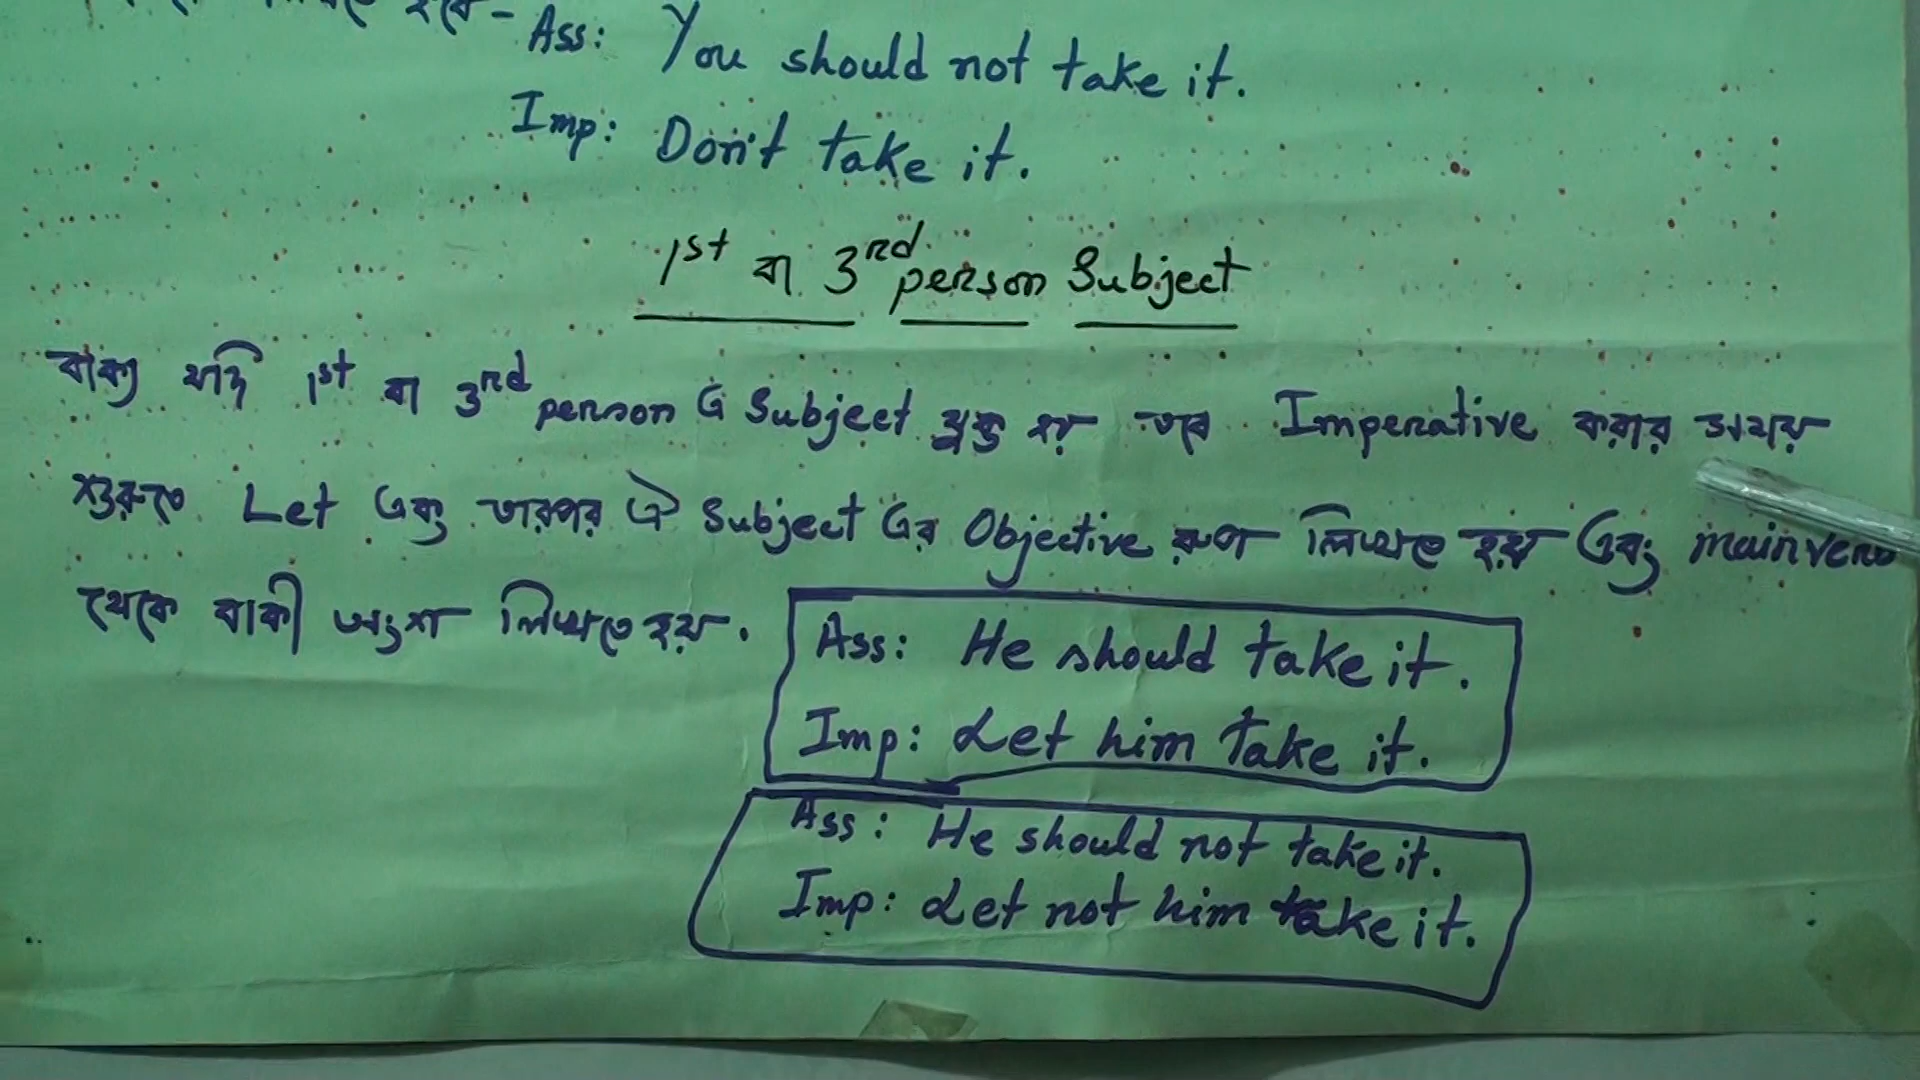 হবে- Ass: You should not take it.
Imp: Don't take it.
1st বা 3rd person Subject
বাক্য যদি 1st বা 3rd person এ Subject যুক্ত হয় তবে Imperative করার সময়
শুরুতে Let এবং তারপর ঐ Subject এর Objective রূপ লিখতে হয় এবং main verb
থেকে বাকী অংশ লিখতে হয়.
Ass: He should take it.
Imp: Let him take it.
Ass: He should not take it.
Imp: Let not him take it.